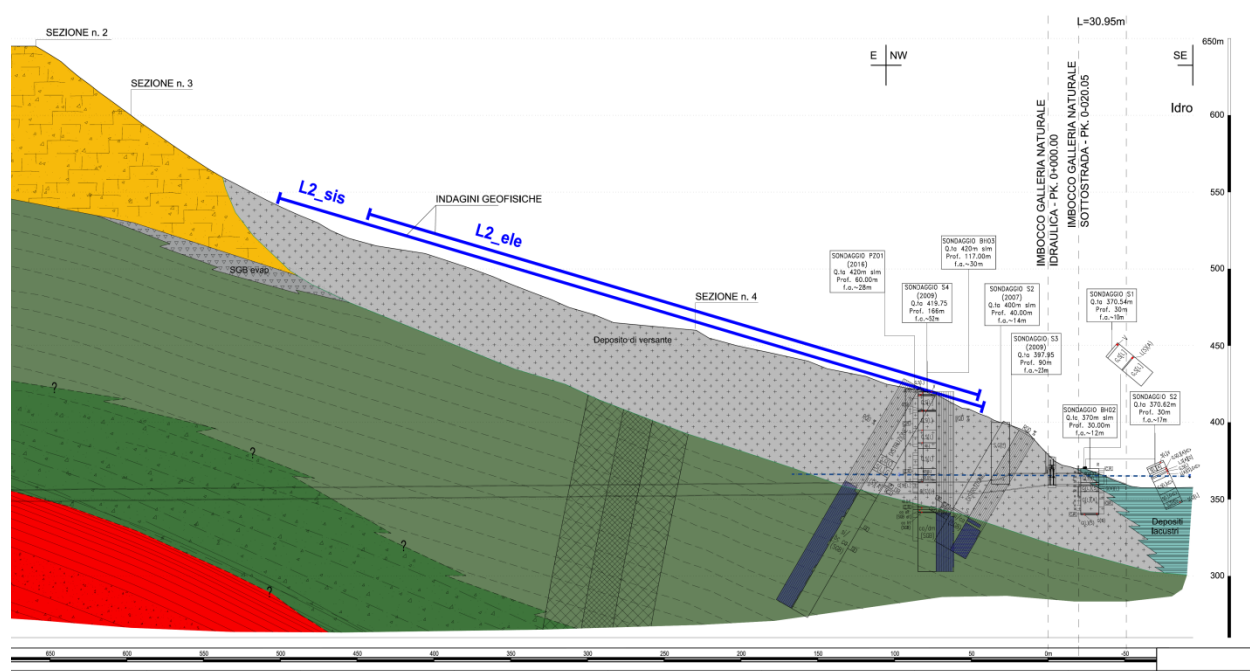 SEZIONE n. 2
L=30.95m
650m
E
NW
SE
SEZIONE n. 3
Idro
600
IMBOCCO GALLERIA NATURALE
IDRAULICA - PK. 0+000.00
IMBOCCO GALLERIA NATURALE
SOTTOSTRADA - PK. 0-020.05
L2_sis
INDAGINI GEOFISICHE
550
L2_ele
SONDAGGIO PZ01
(2016)
Q.ta 420m slm
Prof. 60.00m
f.a.~28m
SONDAGGIO BH03
Q.ta 420m slm
Prof. 117.00m
f.a.~30m
SGB evap
500
SONDAGGIO S4
(2009)
Q.ta 419.75
Prof. 166m
f.a.~52m
SONDAGGIO S2
(2007)
Q.ta 400m slm
Prof. 40.00m
f.a.~14m
SONDAGGIO S1
Q.ta 370.54m
Prof. 30m
f.a.~18m
SEZIONE n. 4
Deposito di versante
450
SONDAGGIO S3
(2009)
Q.ta 397.95
Prof. 90m
f.a.~23m
SONDAGGIO S2
Q.ta 370.62m
Prof. 30m
f.a.~17m
SONDAGGIO BH02
Q.ta 370m slm
Prof. 30.00m
f.a.~12m
?
400
?
350
Depositi
lacustri
?
300
?
650
600
550
500
450
400
350
300
250
200
150
100
50
0m
-50